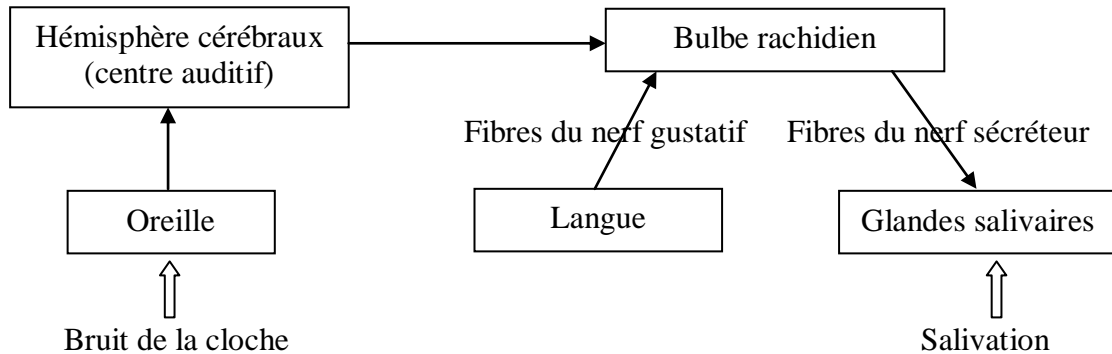 Hémisphère cérébraux
(centre auditif)
Bulbe rachidien
Fibres du nerf gustatif
Fibres du nerf sécréteur
Oreille
Langue
Glandes salivaires
Bruit de la cloche
Salivation